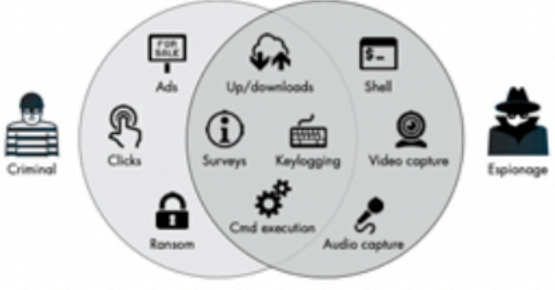 FOR
SALE
$_
Ads
Up/downloads
Shell
Criminal
Clicks
Surveys
Keylogging
Video capture
Espionage
Ransom
Cmd execution
Audio capture